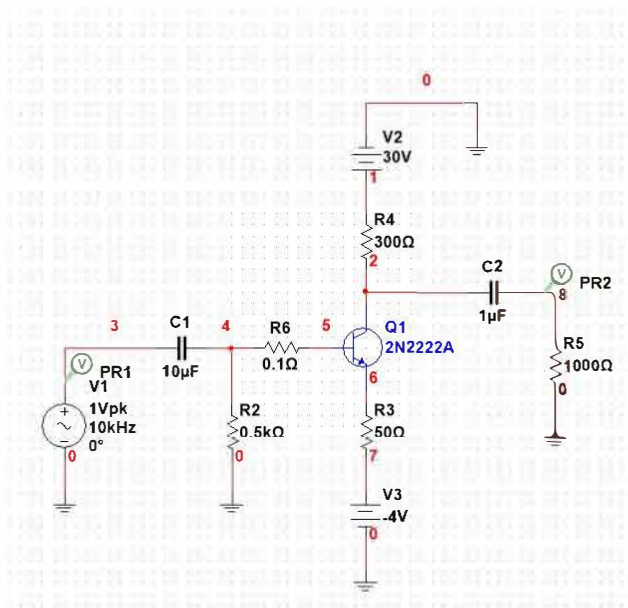 0
V2
30V
1
R4
300Ω
2
C2
1µF
V
8
PR2
R5
1000Ω
0
3
C1
10µF
4
R6
0.1Ω
5
Q1
2N2222A
6
V
PR1
V1
1Vpk
10kHz
0°
0
R2
0.5kΩ
0
R3
50Ω
7
V3
-4V
0